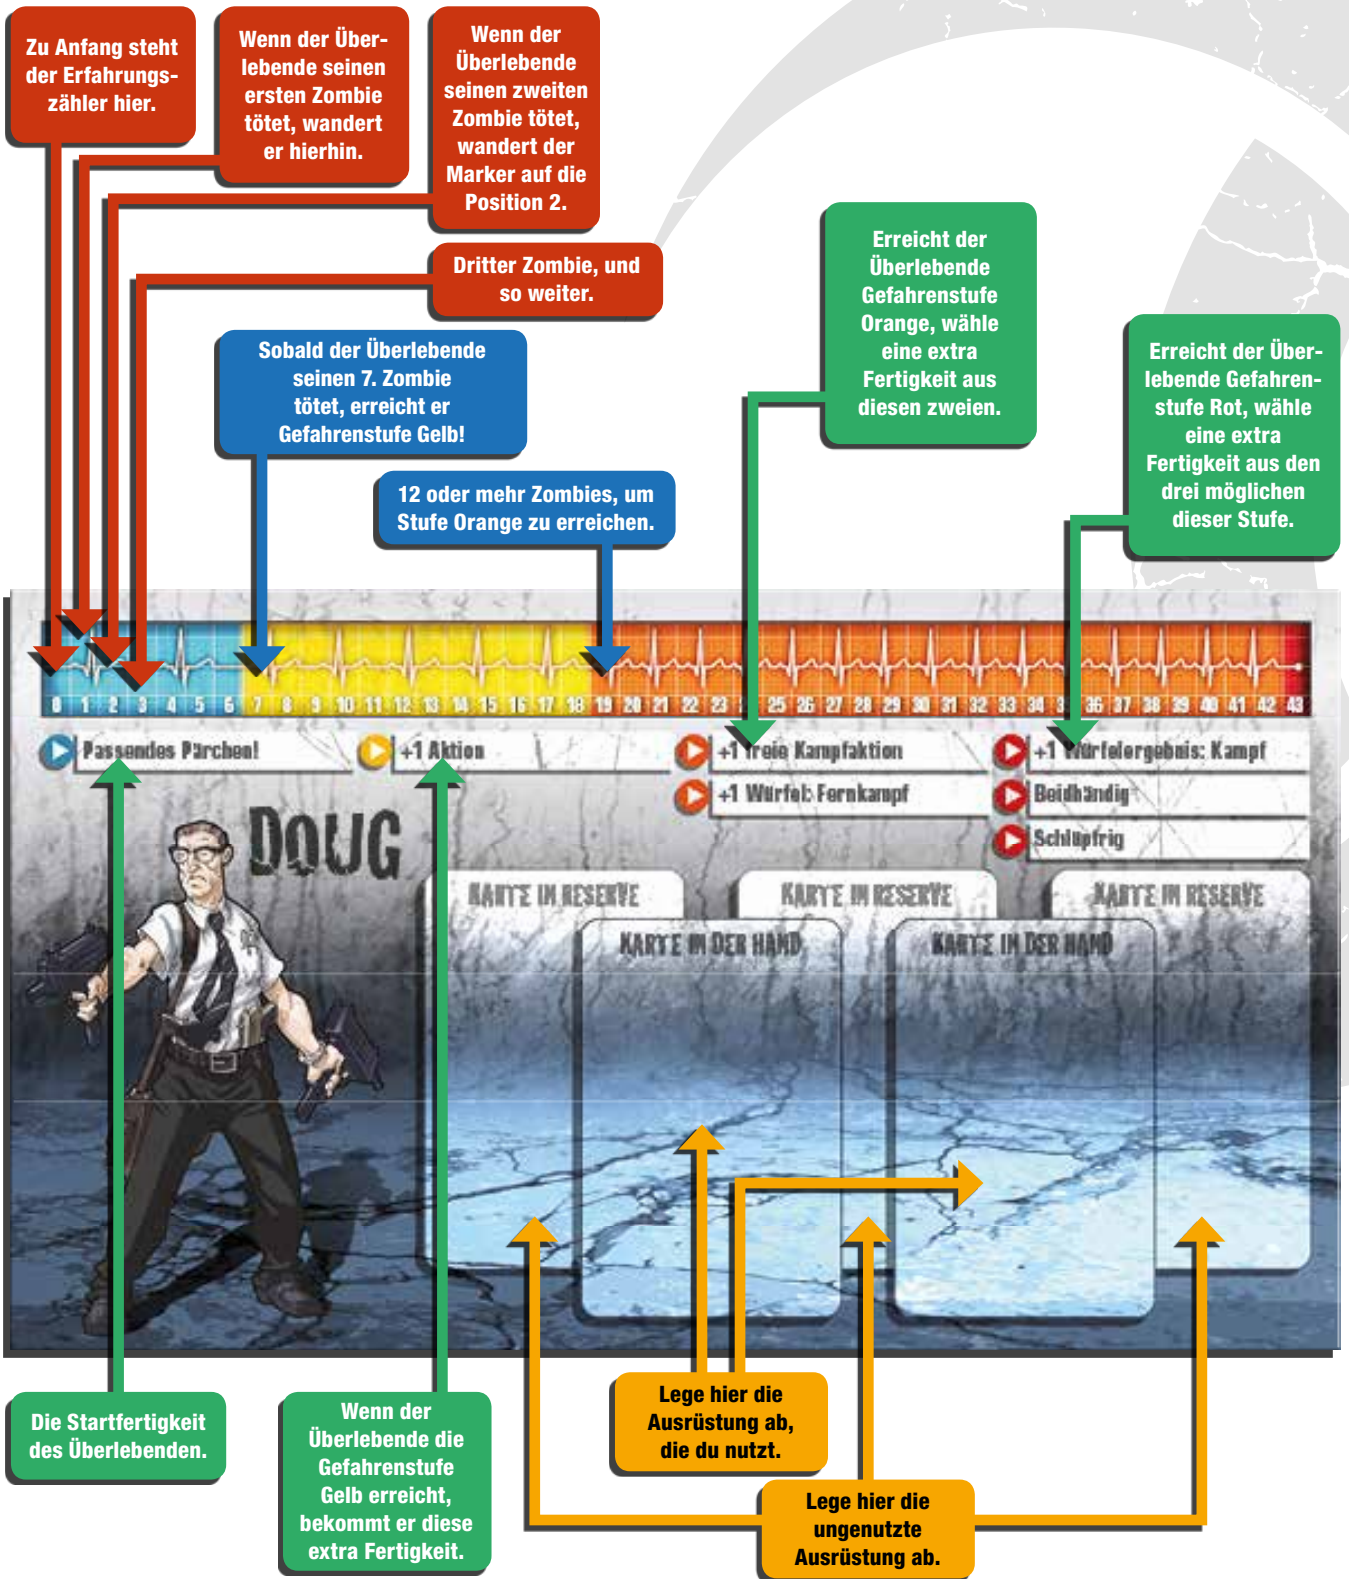 Zu Anfang steht
der Erfahrungs-
zähler hier.
Wenn der Über-
lebende seinen
ersten Zombie
tötet, wandert
er hierhin.
Wenn der
Überlebende
seinen zweiten
Zombie tötet,
wandert der
Marker auf die
Position 2.
Dritter Zombie, und
so weiter.
Sobald der Überlebende
seinen 7. Zombie
tötet, erreicht er
Gefahrenstufe Gelb!
12 oder mehr Zombies, um
Stufe Orange zu erreichen.
Erreicht der
Überlebende
Gefahrenstufe
Orange, wähle
eine extra
Fertigkeit aus
diesen zweien.
Erreicht der Über-
lebende Gefahren-
stufe Rot, wähle
eine extra
Fertigkeit aus den
drei möglichen
dieser Stufe.
0 1 2 3 4 5 6 7 8 9 10 11 12 13 14 15 16 17 18 19 20 21 22 23 25 26 27 28 29 30 31 32 33 34 36 37 38 39 40 41 42 43
Passendes Pärchen!
+1 Aktion
+1 freie Kampfaktion
+1 Würfelergebnis: Kampf
+1 Würfel: Fernkampf
Beidhändig
Schlüpfrig
DOUG
KARTE IN RESERVE
KARTE IN RESERVE
KARTE IN RESERVE
KARTE IN DER HAND
KARTE IN DER HAND
Die Startfertigkeit
des Überlebenden.
Wenn der
Überlebende die
Gefahrenstufe
Gelb erreicht,
bekommt er diese
extra Fertigkeit.
Lege hier die
Ausrüstung ab,
die du nutzt.
Lege hier die
ungenutzte
Ausrüstung ab.